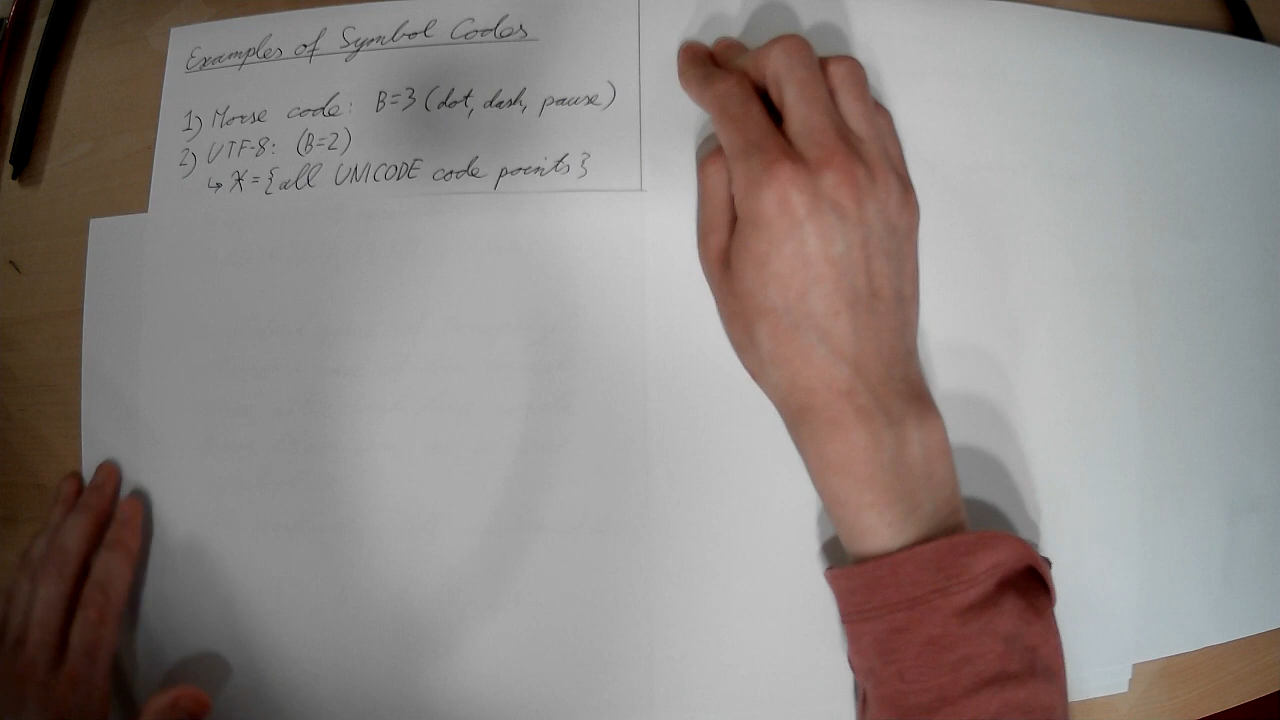 Examples of Symbol Codes
1) Morse code: B=3 (dot, dash, pause)
2) UTF-8: (B=2)
↳ 𝒳={all UNICODE code points}